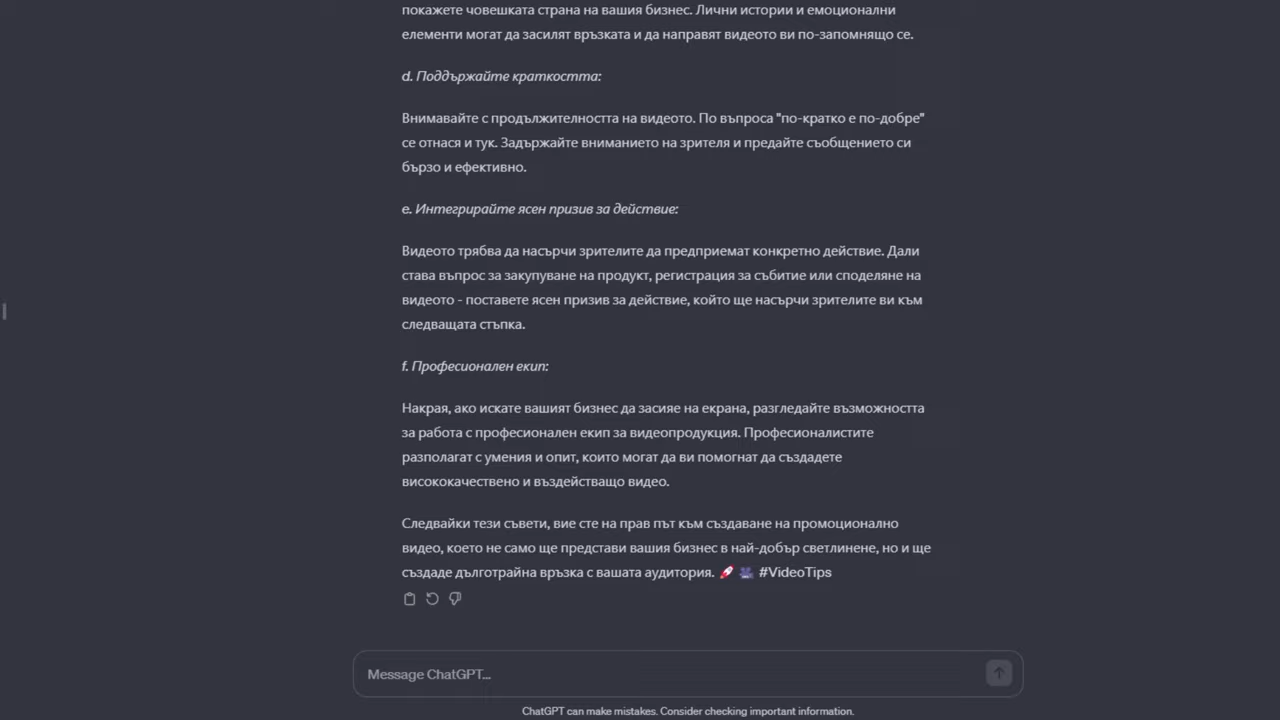 покажете човешката страна на вашия бизнес. Лични истории и емоционални
елементи могат да засилят връзката и да направят видеото ви по-запомнящо се.
d. Поддържайте краткостта:
Внимавайте с продължителността на видеото. По въпроса "по-кратко е по-добре"
се отнася и тук. Задържайте вниманието на зрителя и предайте съобщението си
бързо и ефективно.
e. Интегрирайте ясен призив за действие:
Видеото трябва да насърчи зрителите да предприемат конкретно действие. Дали
става въпрос за закупуване на продукт, регистрация за събитие или споделяне на
видеото - поставете ясен призив за действие, който ще насърчи зрителите ви към
следващата стъпка.
f. Професионален екип:
Накрая, ако искате вашият бизнес да засияе на екрана, разгледайте възможността
за работа с професионален екип за видеопродукция. Професионалистите
разполагат с умения и опит, които могат да ви помогнат да създадете
висококачествено и въздействащо видео.
Следвайки тези съвети, вие сте на прав път към създаване на промоционално
видео, което не само ще представи вашия бизнес в най-добър светлинене, но и ще
създаде дълготрайна връзка с вашата аудитория. 🚀 🎥 #VideoTips
Message ChatGPT...
ChatGPT can make mistakes. Consider checking important information.